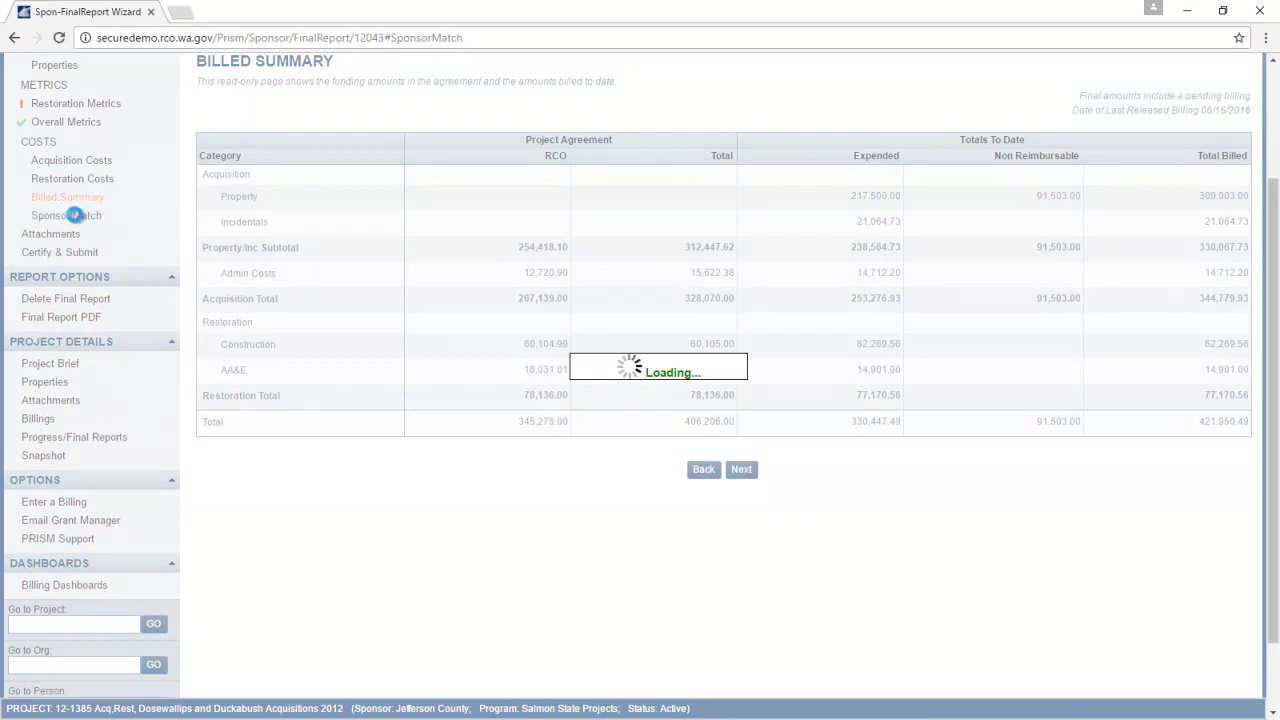 Spon-FinalReport Wizard
securedemo.rco.wa.gov/Prism/Sponsor/FinalReport/12043#SponsorMatch
Properties
METRICS
Restoration Metrics
Overall Metrics
COSTS
Acquisition Costs
Restoration Costs
Billed Summary
Sponsor Match
Attachments
Certify & Submit
REPORT OPTIONS
Delete Final Report
Final Report PDF
PROJECT DETAILS
Project Brief
Properties
Attachments
Billings
Progress/Final Reports
Snapshot
OPTIONS
Enter a Billing
Email Grant Manager
PRISM Support
DASHBOARDS
Billing Dashboards
Go to Project:
GO
Go to Org:
GO
Go to Person:
BILLED SUMMARY
This read-only page shows the funding amounts in the agreement and the amounts billed to date.
Final amounts include a pending billing
Date of Last Released Billing 06/16/2016
Project Agreement Totals To Date
Category RCO Total Expended Non Reimbursable Total Billed
Acquisition
Property 217,500.00 91,503.00 309,003.00
Incidentals 21,064.73 21,064.73
Property/Inc Subtotal 254,418.10 312,447.62 238,564.73 91,503.00 330,067.73
Admin Costs 12,720.90 15,622.38 14,712.20 14,712.20
Acquisition Total 267,139.00 328,070.00 253,276.93 91,503.00 344,779.93
Restoration
Construction 60,104.99 60,105.00 62,269.56 62,269.56
AA&E 18,031.01 14,901.00 14,901.00
Loading...
Restoration Total 78,136.00 78,136.00 77,170.56 77,170.56
Total 345,275.00 406,206.00 330,447.49 91,503.00 421,950.49
Back Next
PROJECT: 12-1385 Acq,Rest, Dosewallips and Duckabush Acquisitions 2012 (Sponsor: Jefferson County; Program: Salmon State Projects; Status: Active)